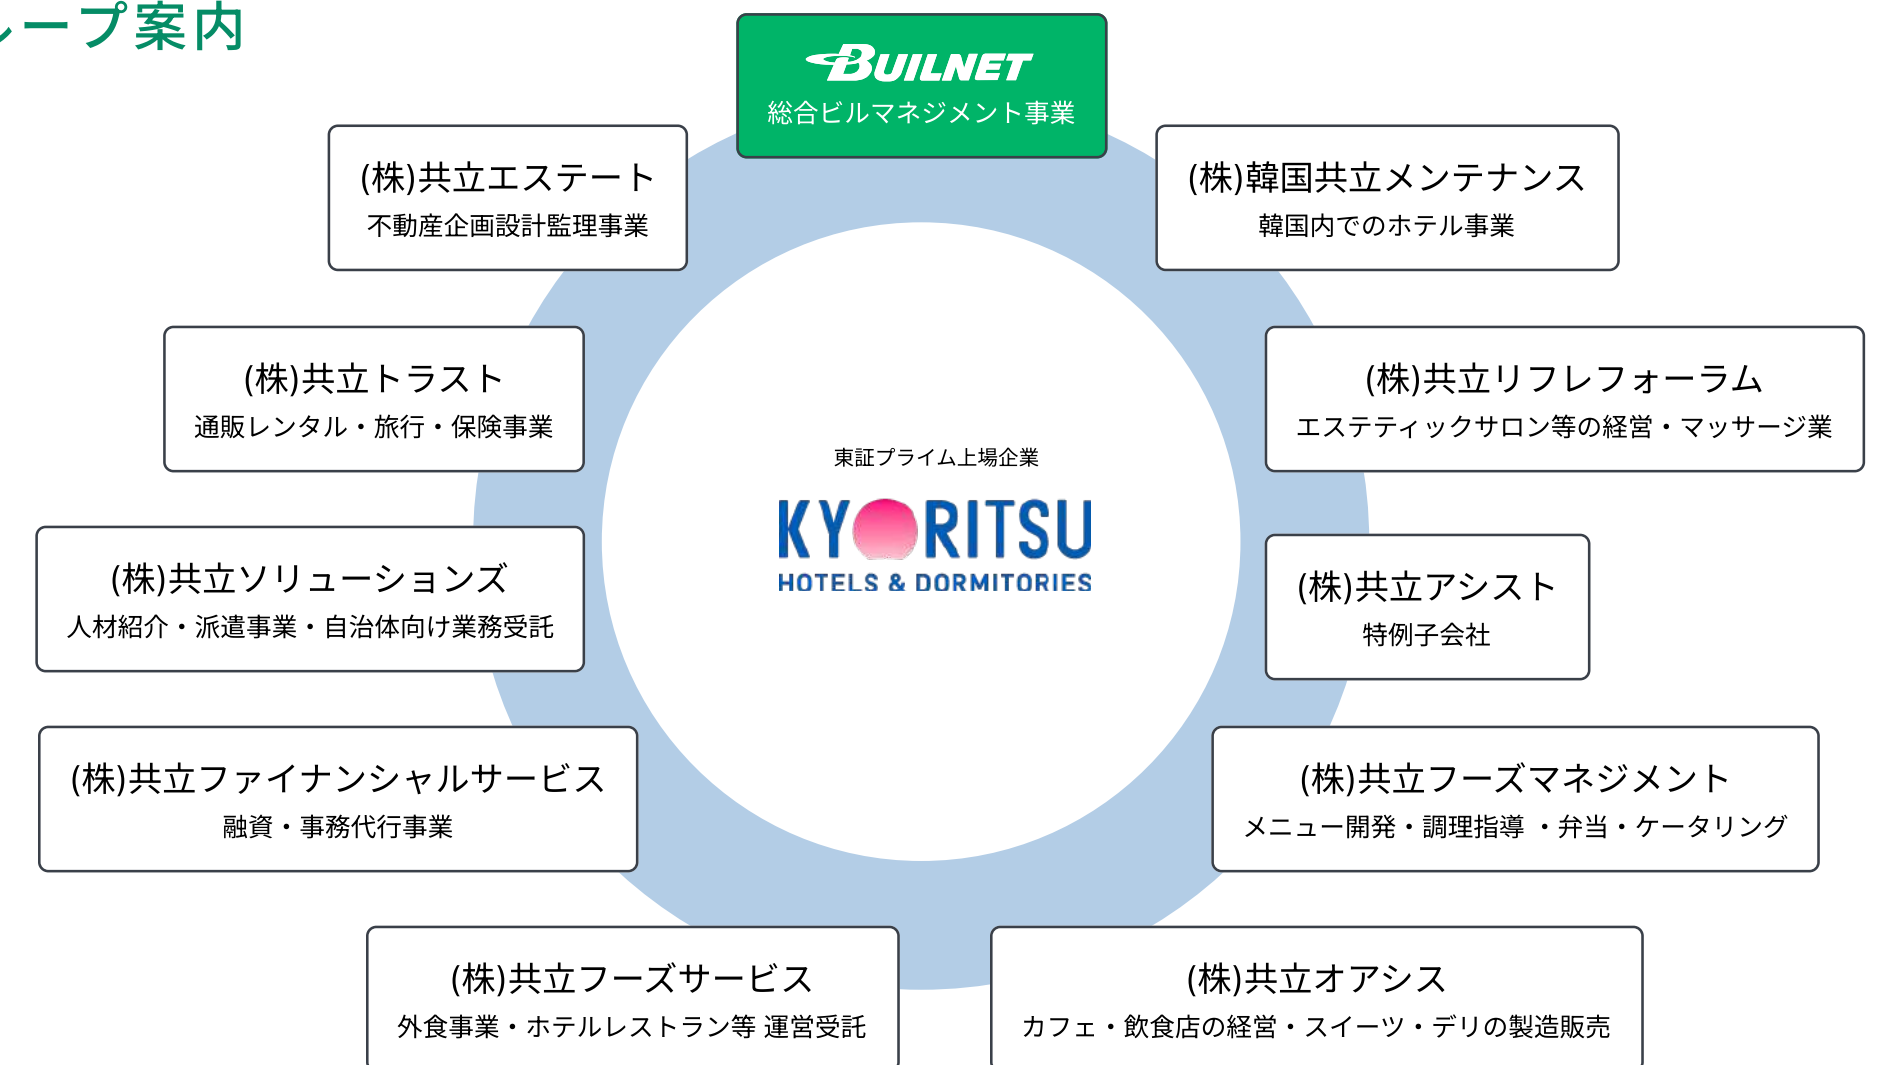 ループ案内
BUILNET
総合ビルマネジメント事業
(株)共立エステート
不動産企画設計監理事業
(株)韓国共立メンテナンス
韓国内でのホテル事業
(株)共立トラスト
通販レンタル・旅行・保険事業
(株)共立リフレフォーラム
エステティックサロン等の経営・マッサージ業
東証プライム上場企業
KYORITSU
HOTELS & DORMITORIES
(株)共立ソリューションズ
人材紹介・派遣事業・自治体向け業務受託
(株)共立アシスト
特例子会社
(株)共立ファイナンシャルサービス
融資・事務代行事業
(株)共立フーズマネジメント
メニュー開発・調理指導 ・弁当・ケータリング
(株)共立フーズサービス
外食事業・ホテルレストラン等 運営受託
(株)共立オアシス
カフェ・飲食店の経営・スイーツ・デリの製造販売